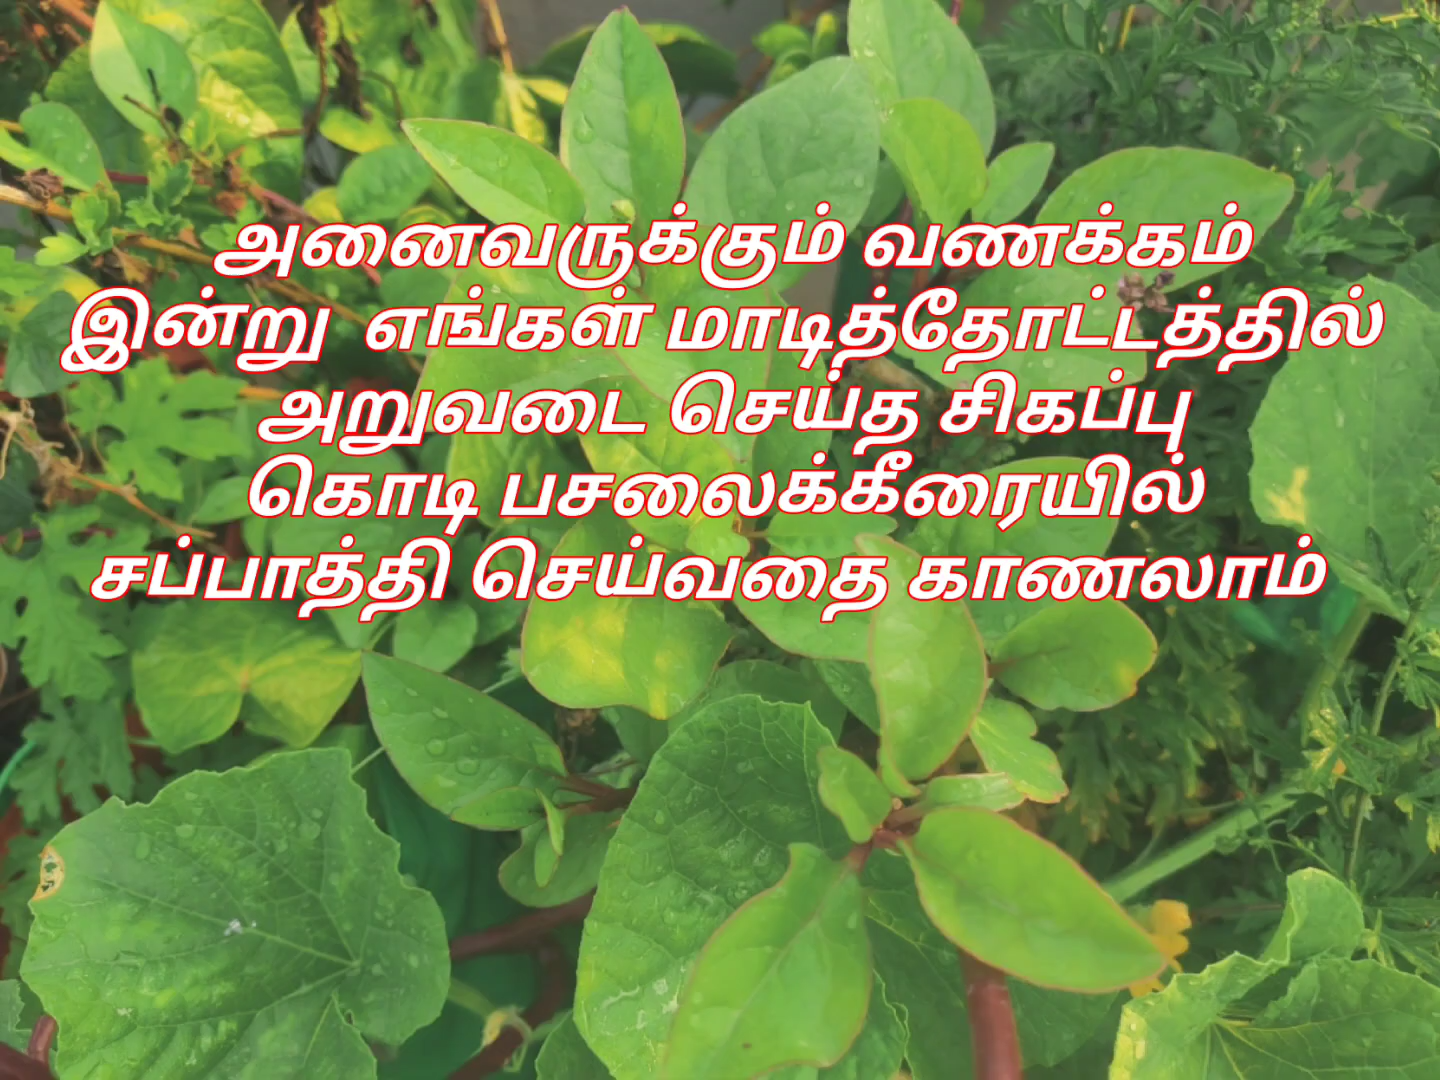 அனைவருக்கும் வணக்கம்
இன்று எங்கள் மாடித்தோட்டத்தில்
அறுவடை செய்த சிகப்பு
கொடி பசலைக்கீரையில்
சப்பாத்தி செய்வதை காணலாம்